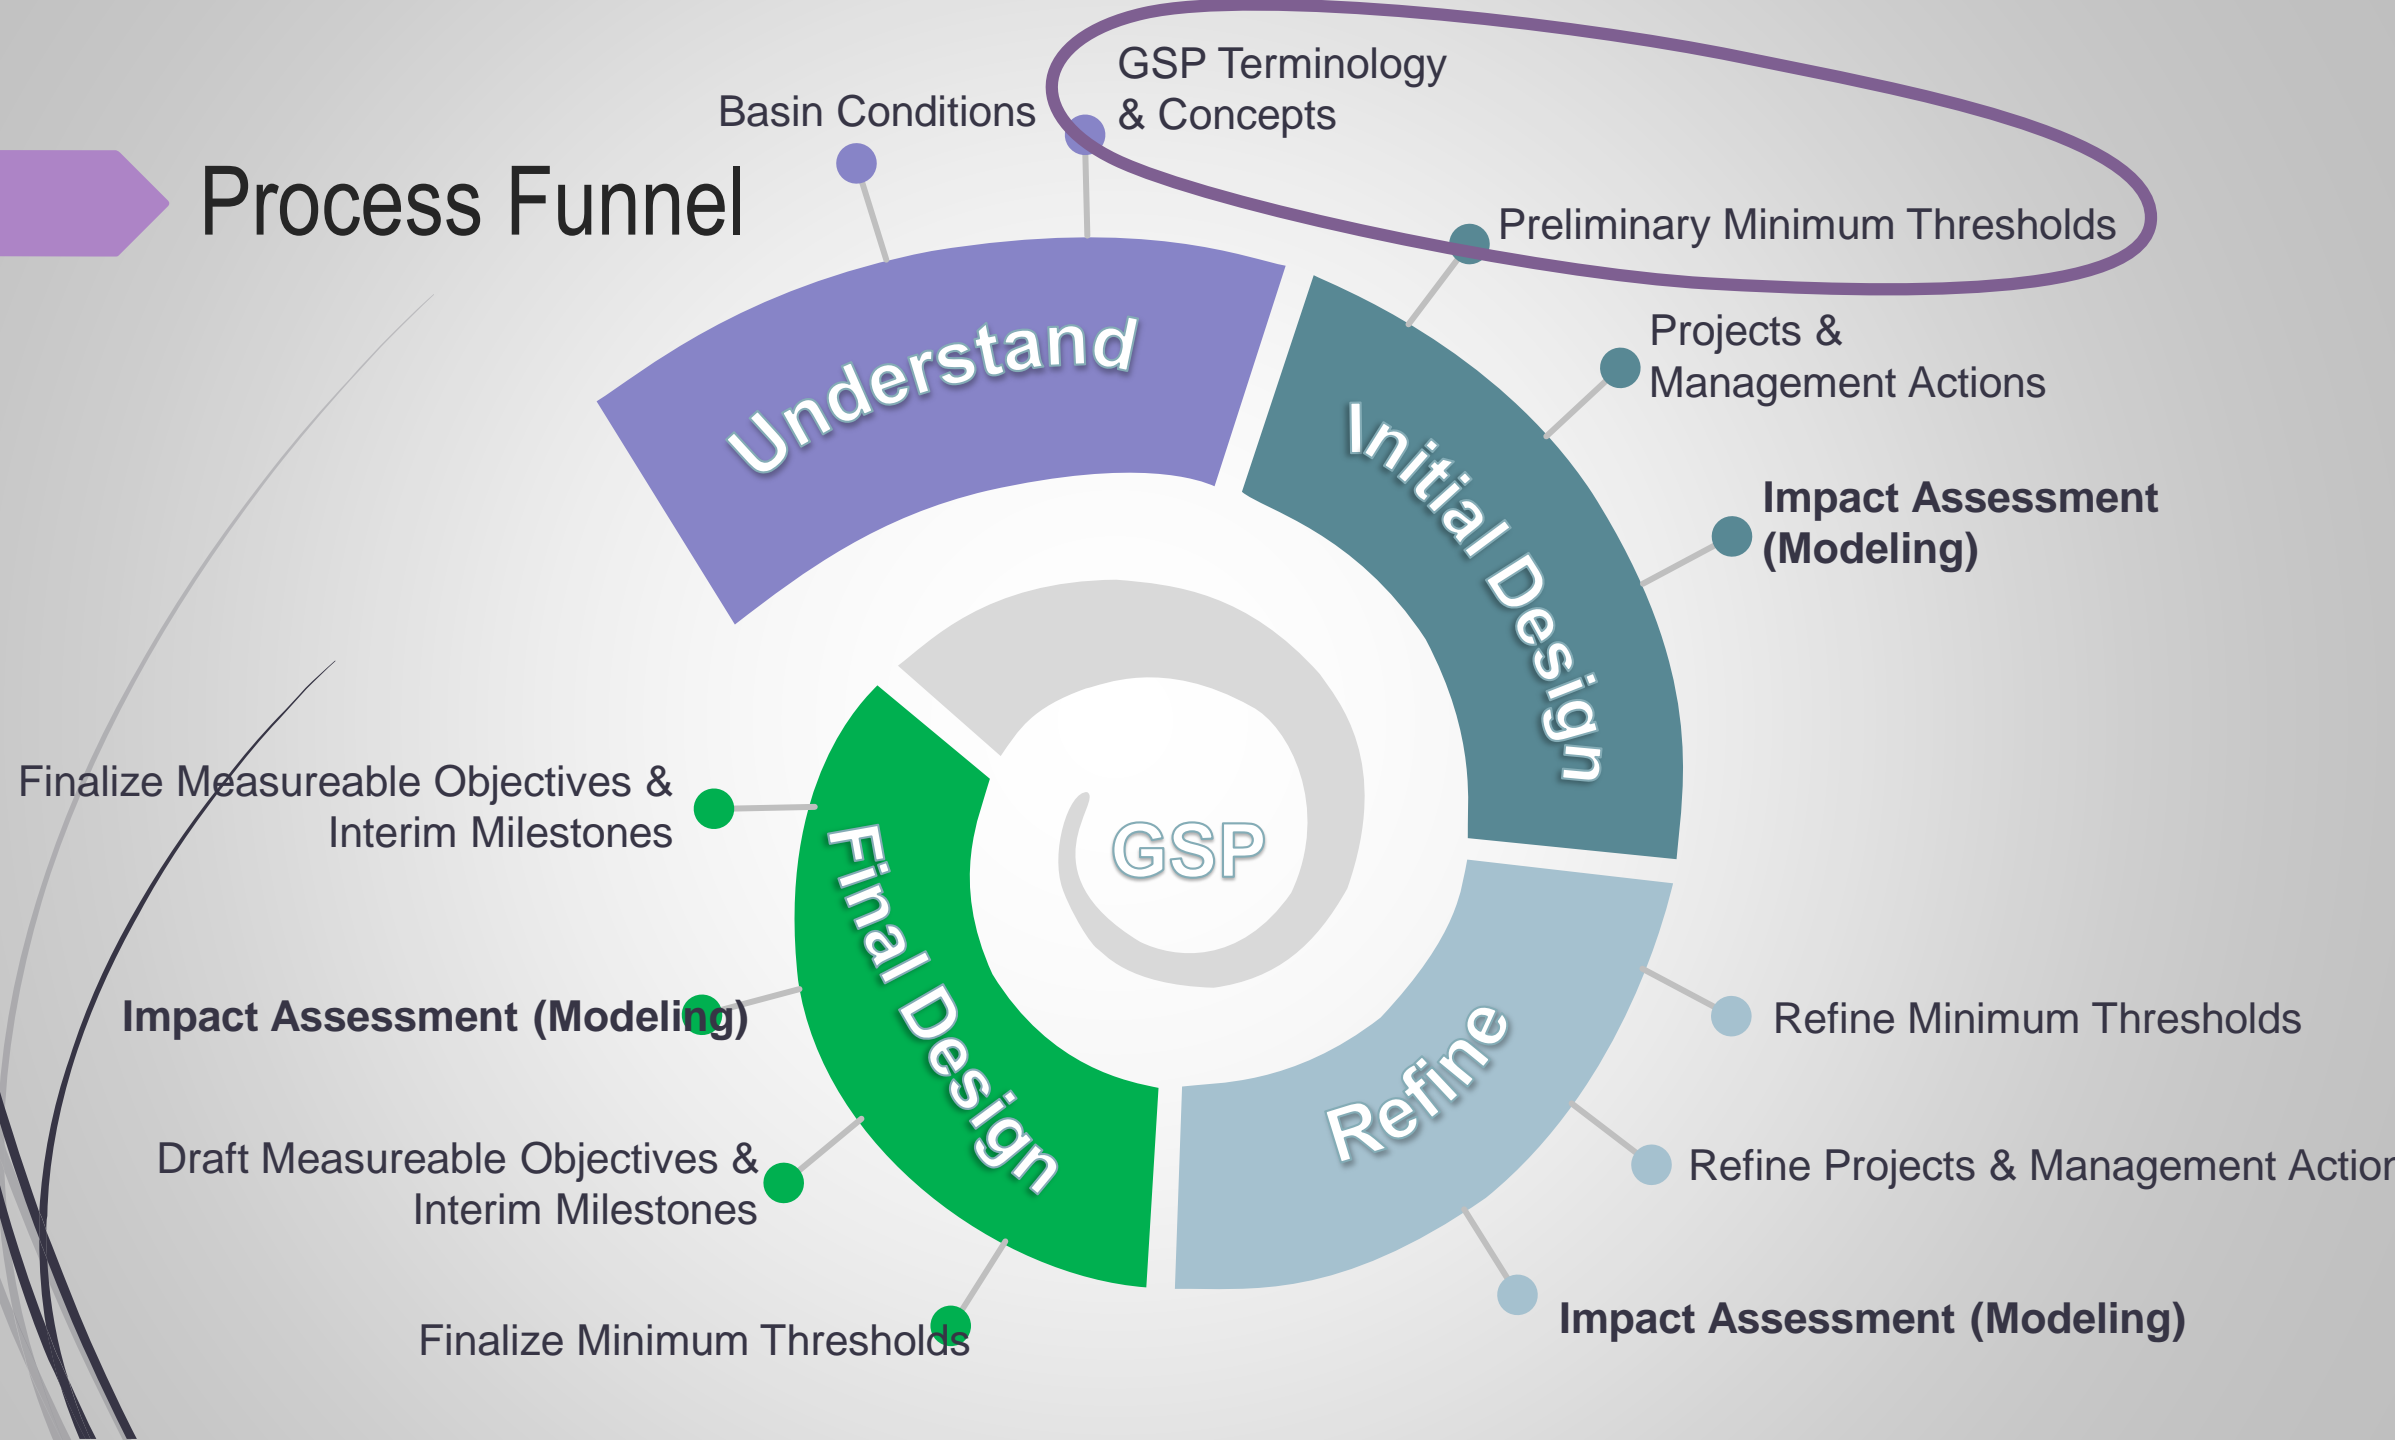 Process Funnel
Basin Conditions
GSP Terminology
& Concepts
Preliminary Minimum Thresholds
Projects &
Management Actions
Impact Assessment
(Modeling)
Understand
Initial Design
Refine
Final Design
GSP
Refine Minimum Thresholds
Refine Projects & Management Action
Impact Assessment (Modeling)
Finalize Minimum Thresholds
Draft Measureable Objectives &
Interim Milestones
Impact Assessment (Modeling)
Finalize Measureable Objectives &
Interim Milestones